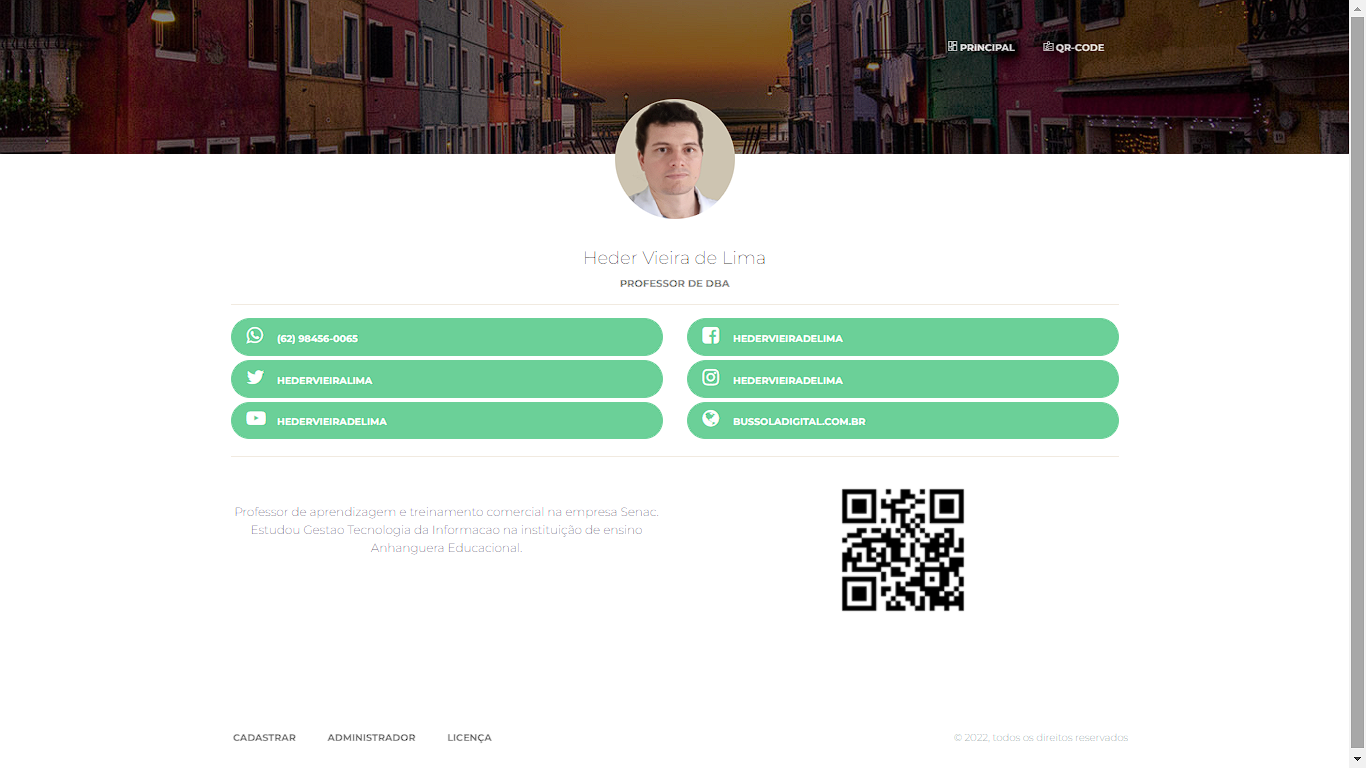 PRINCIPAL QR-CODE
19
Heder Vieira de Lima
PROFESSOR DE DBA
(62) 98456-0065
HEDERVIEIRADELIMA
HEDERVIEIRALIMA
HEDERVIEIRADELIMA
HEDERVIEIRADELIMA
BUSSOLADIGITAL.COM.BR
Professor de aprendizagem e treinamento comercial na empresa Senac.
Estudou Gestao Tecnologia da Informacao na instituição de ensino
Anhanguera Educacional.
CADASTRAR ADMINISTRADOR LICENÇA
© 2022, todos os direitos reservados